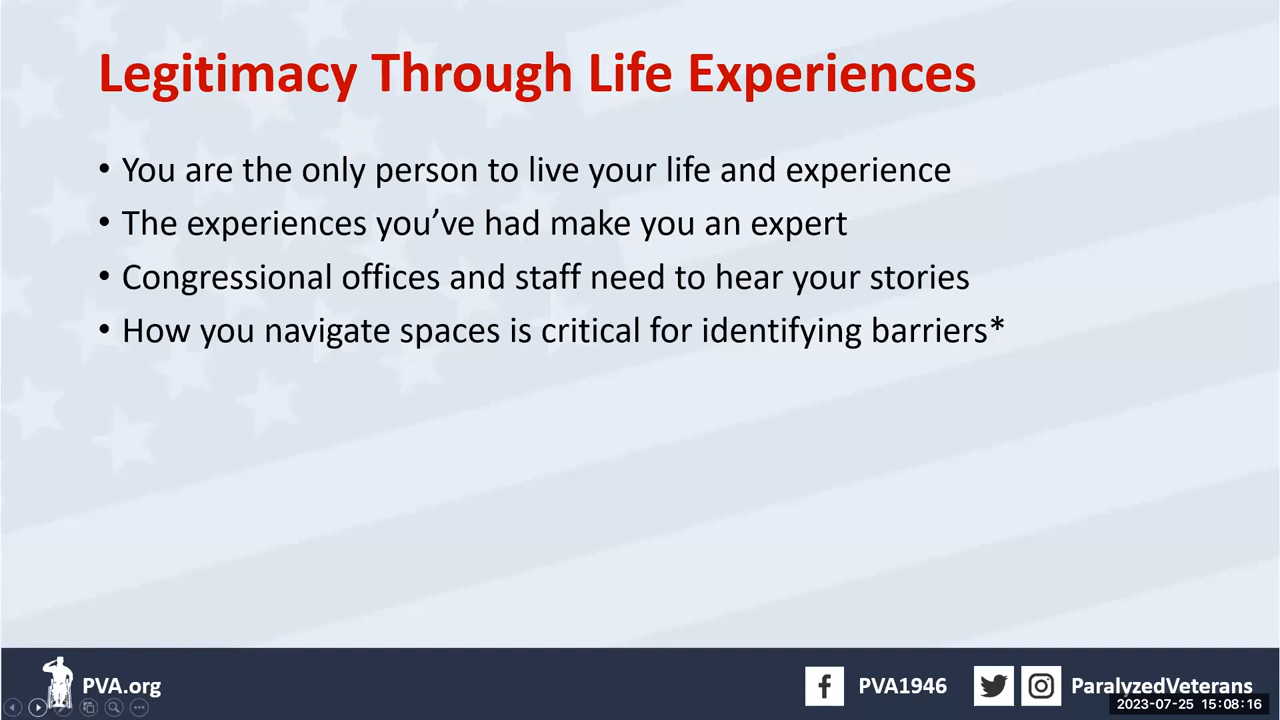 Legitimacy Through Life Experiences
• You are the only person to live your life and experience
• The experiences you’ve had make you an expert
• Congressional offices and staff need to hear your stories
• How you navigate spaces is critical for identifying barriers*
PVA.org
PVA1946
ParalyzedVeterans
2023-07-25 15:08:16